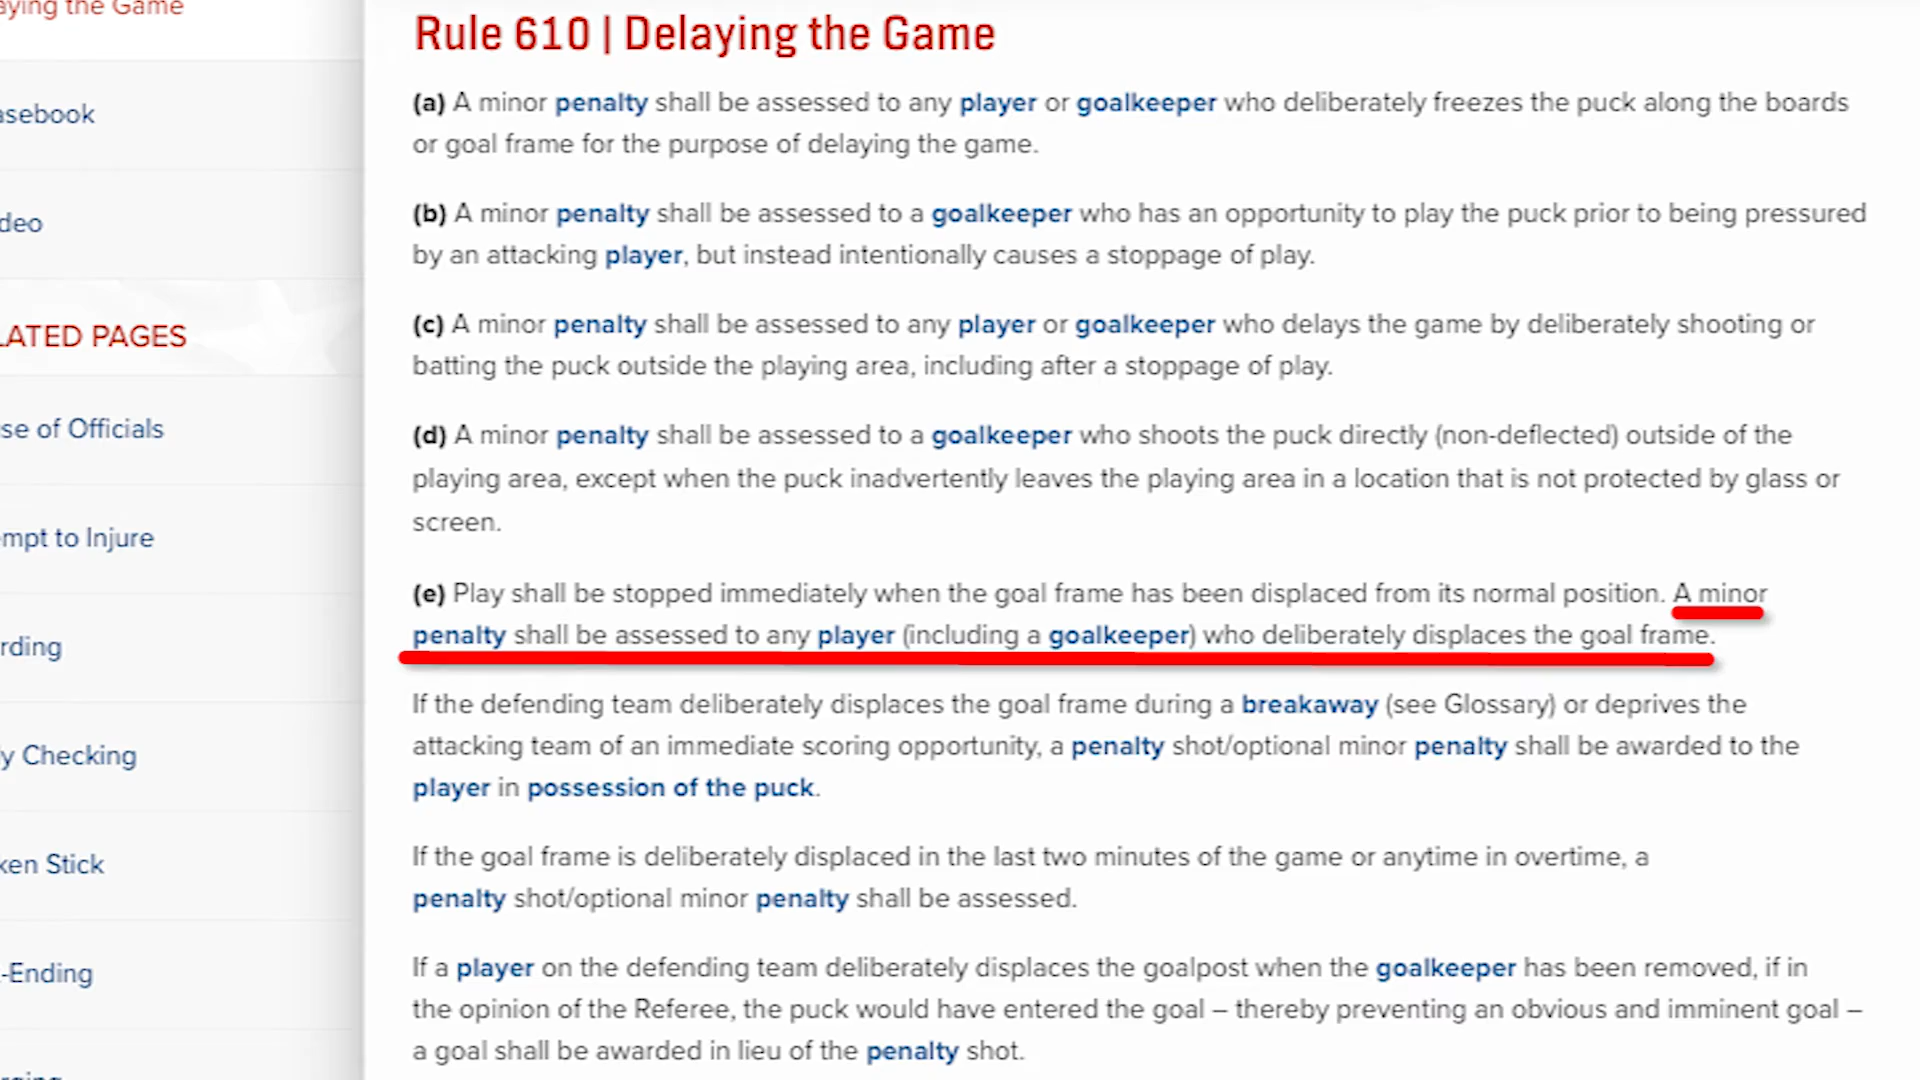 aying the Game
Rule 610 | Delaying the Game
(a) A minor penalty shall be assessed to any player or goalkeeper who deliberately freezes the puck along the boards
or goal frame for the purpose of delaying the game.
asebook
(b) A minor penalty shall be assessed to a goalkeeper who has an opportunity to play the puck prior to being pressured
by an attacking player, but instead intentionally causes a stoppage of play.
deo
(c) A minor penalty shall be assessed to any player or goalkeeper who delays the game by deliberately shooting or
batting the puck outside the playing area, including after a stoppage of play.
LATED PAGES
(d) A minor penalty shall be assessed to a goalkeeper who shoots the puck directly (non-deflected) outside of the
playing area, except when the puck inadvertently leaves the playing area in a location that is not protected by glass or
screen.
se of Officials
empt to Injure
(e) Play shall be stopped immediately when the goal frame has been displaced from its normal position. A minor
penalty shall be assessed to any player (including a goalkeeper) who deliberately displaces the goal frame.
rding
If the defending team deliberately displaces the goal frame during a breakaway (see Glossary) or deprives the
attacking team of an immediate scoring opportunity, a penalty shot/optional minor penalty shall be awarded to the
player in possession of the puck.
y Checking
If the goal frame is deliberately displaced in the last two minutes of the game or anytime in overtime, a
penalty shot/optional minor penalty shall be assessed.
ken Stick
If a player on the defending team deliberately displaces the goalpost when the goalkeeper has been removed, if in
the opinion of the Referee, the puck would have entered the goal – thereby preventing an obvious and imminent goal –
a goal shall be awarded in lieu of the penalty shot.
-Ending